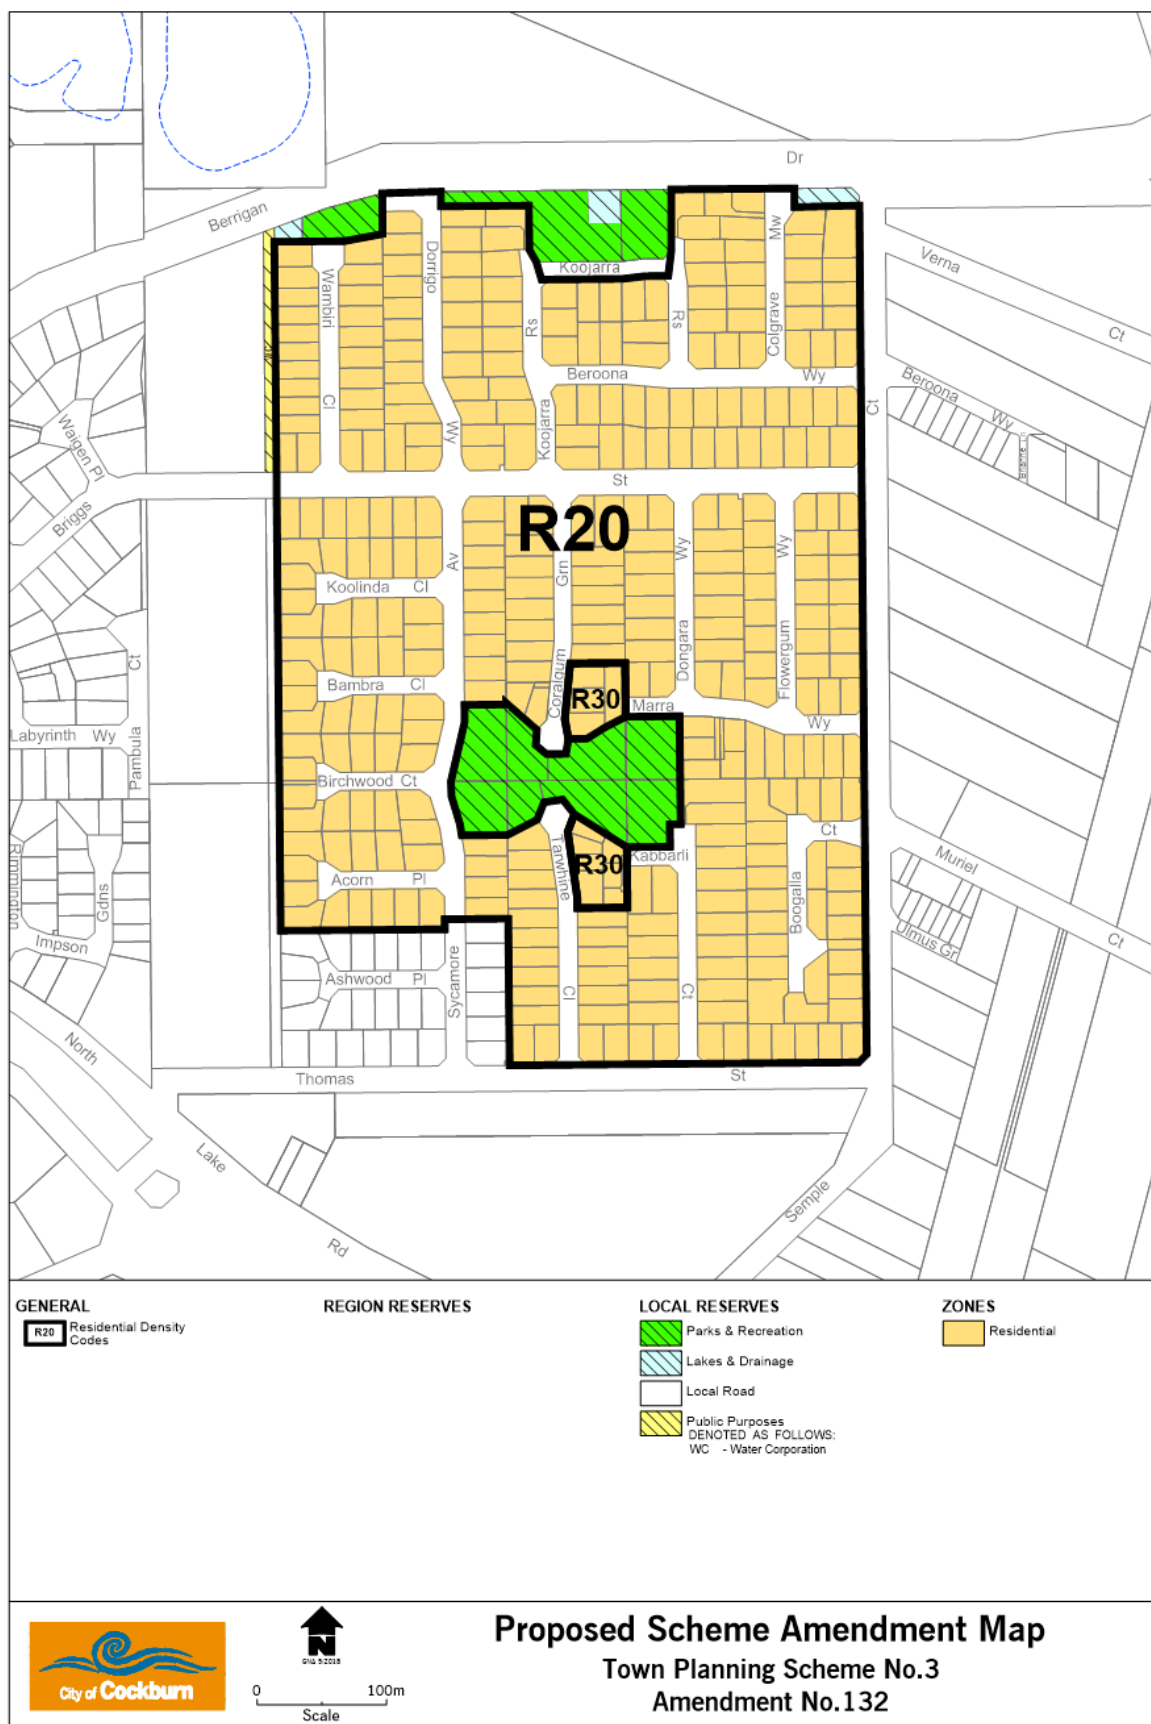 Dr
Berrigan
Verna
Ct
Dorrigo
Wambiri
Mw
Koojarra
Rs
Rs
Colgrave
Beroona
Wy
Cl
Wy
Koojarra
Ct
Beroona
Wy
Waigen Pl
Briggs
St
R20
Av
Grn
Wy
Wy
Koolinda Cl
Coralgum
Dongara
Flowergum
Ct
Bambra Cl
R30
Marra
Wy
Labyrinth Wy
Pambula
Birchwood Ct
Tarwhine
R30
Kabbarli
Ct
Rimmington
Gdns
Acorn Pl
Boogalla
Muriel
Ct
Ulmus Gr
Impson
Ashwood Pl
Sycamore
Cl
Ct
North
Thomas
St
Lake
Rd
Semple
GENERAL
R20
Residential Density
Codes
REGION RESERVES
LOCAL RESERVES
Parks & Recreation
Lakes & Drainage
Local Road
Public Purposes
DENOTED AS FOLLOWS:
WC - Water Corporation
ZONES
Residential
City of Cockburn
N
0 100m
Scale
Proposed Scheme Amendment Map
Town Planning Scheme No.3
Amendment No.132